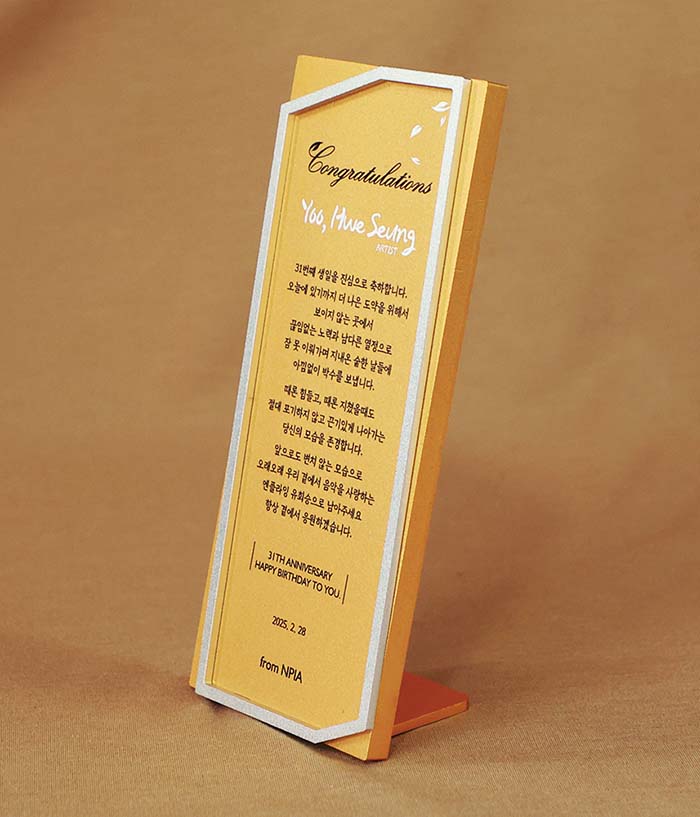 Congratulations
Yoo, Hwe Seung
ARTIST
31번째 생일을 진심으로 축하합니다.
오늘에 있기까지 더 나은 도약을 위해서
보이지 않는 곳에서
끊임없는 노력과 남다른 열정으로
잠 못 이뤄가며 지내온 숱한 날들에
아낌없이 박수를 보냅니다.
때론 힘들고, 때론 지쳤을때도
절대 포기하지 않고 끈기있게 나아가는
당신의 모습을 존경합니다.
앞으로도 변치 않는 모습으로
오래오래 우리 곁에서 음악을 사랑하는
엔플라잉 유회승으로 남아주세요
항상 곁에서 응원하겠습니다.
31TH ANNIVERSARY
HAPPY BIRTHDAY TO YOU.
2025. 2. 28
from NPIA